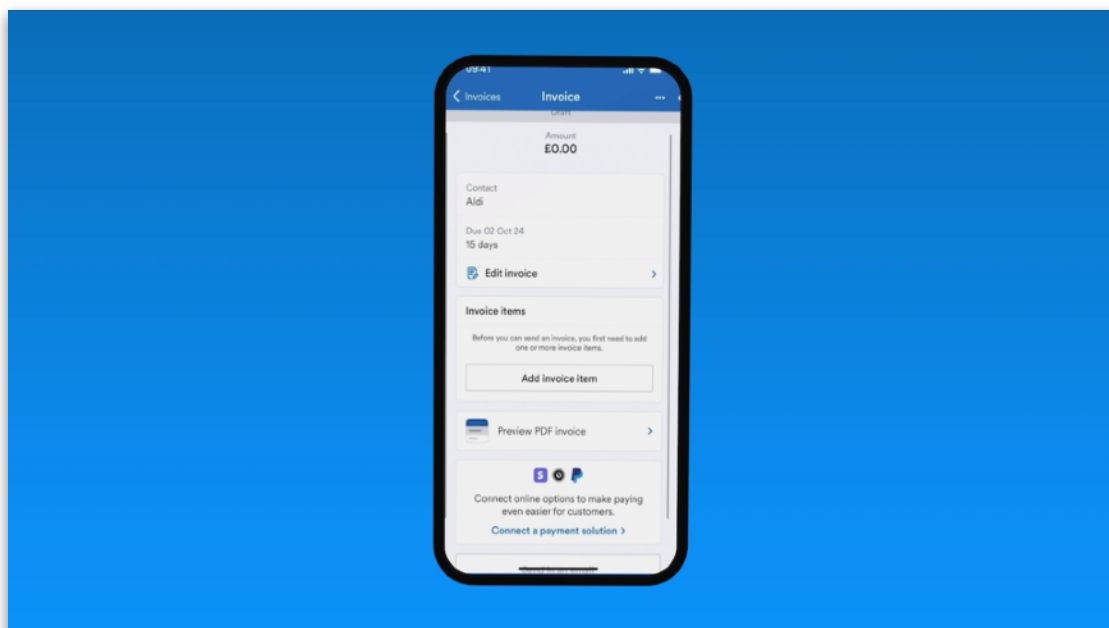 09:41
Invoices
Invoice
Draft
Amount
£0.00
Contact
Aldi
Due 02 Oct 24
15 days
Edit invoice
Invoice items
Before you can send an invoice, you first need to add
one or more invoice items.
Add invoice item
Preview PDF invoice
S
Connect online options to make paying
even easier for customers.
Connect a payment solution